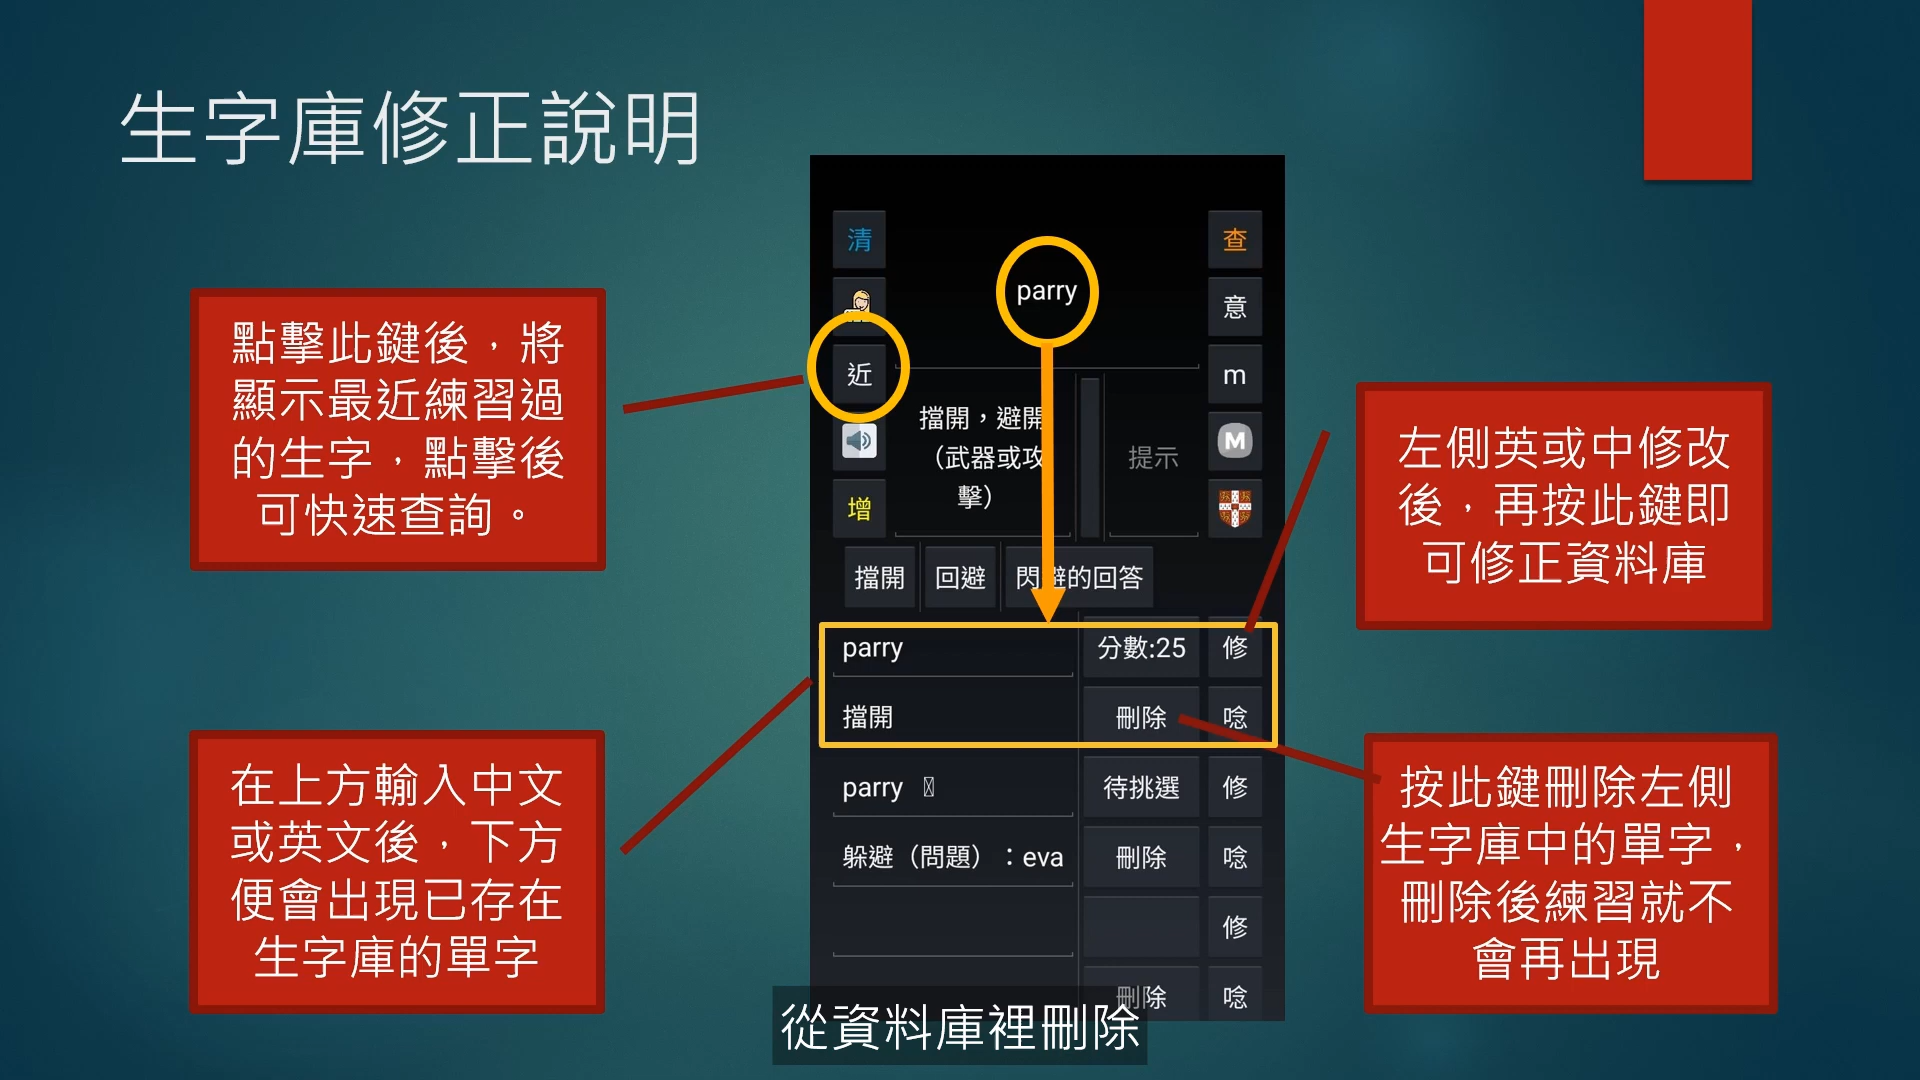 生字庫修正說明
點擊此鍵後，將
顯示最近練習過
的生字，點擊後
可快速查詢。
在上方輸入中文
或英文後，下方
便會出現已存在
生字庫的單字
清
近
增
parry
擋開，避開
（武器或攻
擊）
提示
查
意
m
M
擋開
回避
閃避的回答
parry
分數:25
修
擋開
刪除
唸
parry
待挑選
修
躲避（問題）：eva
刪除
唸
修
刪除
唸
左側英或中修改
後，再按此鍵即
可修正資料庫
按此鍵刪除左側
生字庫中的單字，
刪除後練習就不
會再出現
從資料庫裡刪除